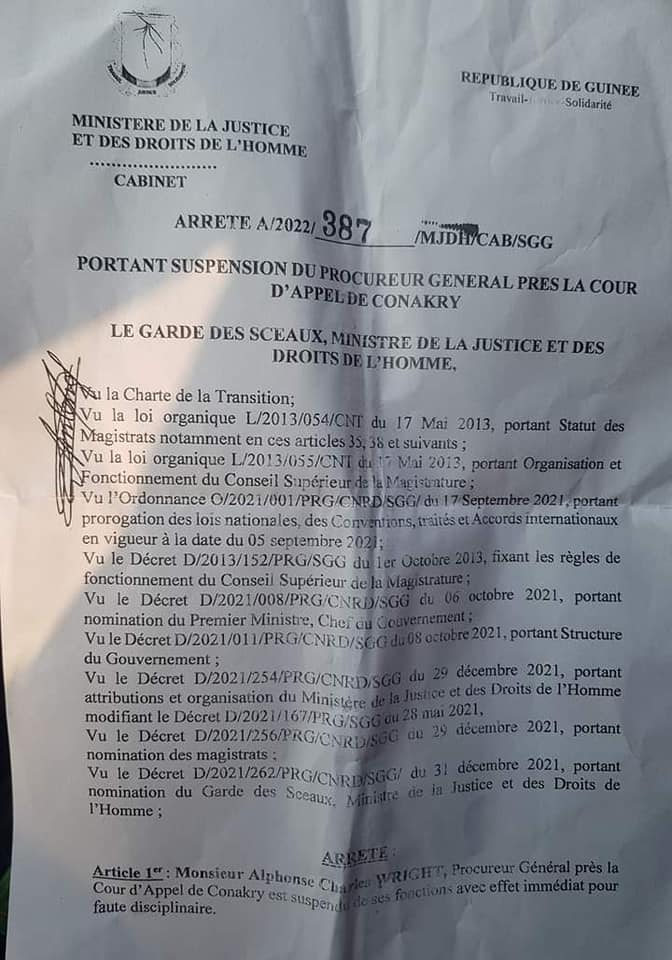 REPUBLIQUE DE GUINEE
Travail-Justice-Solidarité
MINISTERE DE LA JUSTICE
ET DES DROITS DE L'HOMME
CABINET
ARRETE A/2022/ 387 /MJDH/CAB/SGG
PORTANT SUSPENSION DU PROCUREUR GENERAL PRES LA COUR
D'APPEL DE CONAKRY
LE GARDE DES SCEAUX, MINISTRE DE LA JUSTICE ET DES
DROITS DE L'HOMME,
Vu la Charte de la Transition;
Vu la loi organique L/2013/054/CNT du 17 Mai 2013, portant Statut des
Magistrats notamment en ces articles 35, 38 et suivants ;
Vu la loi organique L/2013/055/CNT du 17 Mai 2013, portant Organisation et
Fonctionnement du Conseil Supérieur de la Magistrature ;
Vu l'Ordonnance O/2021/001/PRG/CNRD/SGG/ du 17 Septembre 2021, portant
prorogation des lois nationales, des Conventions, traités et Accords internationaux
en vigueur à la date du 05 septembre 2021;
Vu le Décret D/2013/152/PRG/SGG du 1er Octobre 2013, fixant les règles de
fonctionnement du Conseil Supérieur de la Magistrature ;
Vu le Décret D/2021/008/PRG/CNRD/SGG du 06 octobre 2021, portant
nomination du Premier Ministre, Chef du Gouvernement ;
Vu le Décret D/2021/011/PRG/CNRD/SGG du 08 octobre 2021, portant Structure
du Gouvernement ;
Vu le Décret D/2021/254/PRG/CNRD/SGG du 29 décembre 2021, portant
attributions et organisation du Ministère de la Justice et des Droits de l'Homme
modifiant le Décret D/2021/167/PRG/SGG du 28 mai 2021,
Vu le Décret D/2021/256/PRG/CNRD/SGG du 29 décembre 2021, portant
nomination des magistrats ;
Vu le Décret D/2021/262/PRG/CNRD/SGG/ du 31 décembre 2021, portant
nomination du Garde des Sceaux, Ministre de la Justice et des Droits de
l'Homme ;
ARRETE :
Article 1er : Monsieur Alphonse Charles WRIGHT, Procureur Général près la
Cour d'Appel de Conakry est suspendu de ses fonctions avec effet immédiat pour
faute disciplinaire.